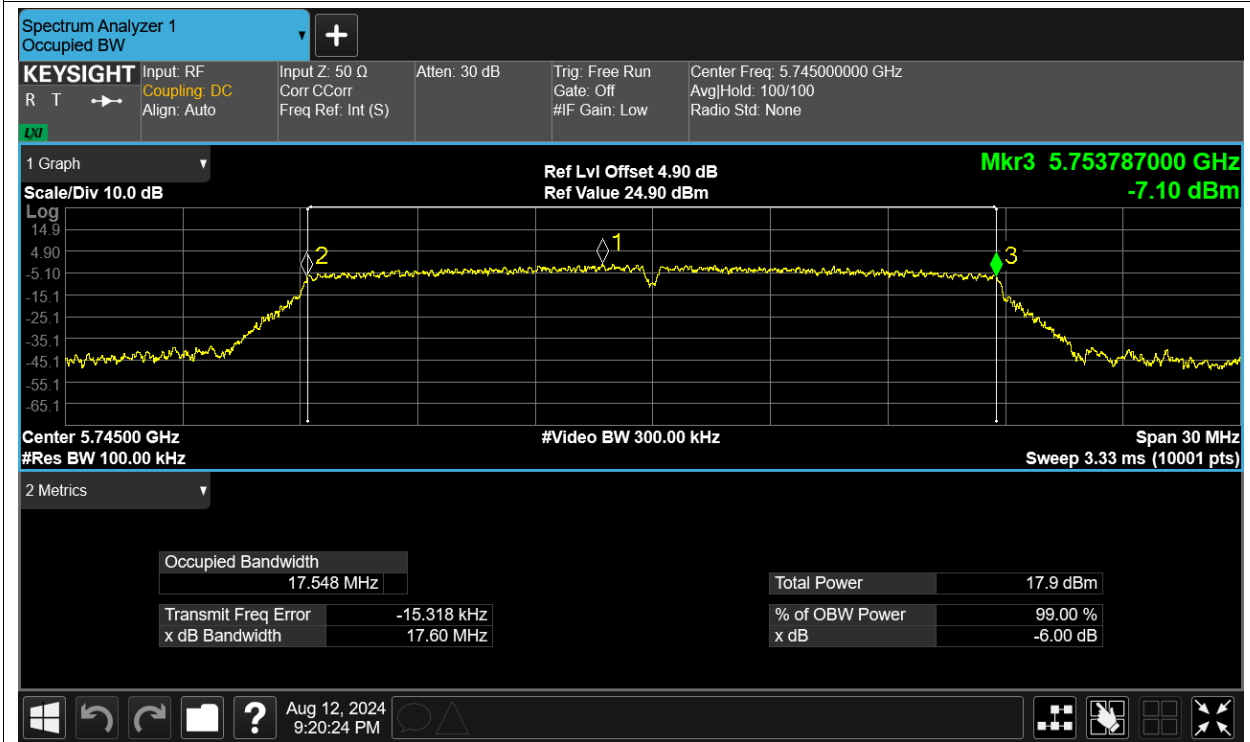 Spectrum Analyzer 1
Occupied BW
+
KEYSIGHT
R T
LXI
Input: RF
Coupling: DC
Align: Auto
Input Z: 50 Ω
Corr CCorr
Freq Ref: Int (S)
Atten: 30 dB
Trig: Free Run
Gate: Off
#IF Gain: Low
Center Freq: 5.745000000 GHz
Avg|Hold: 100/100
Radio Std: None
1 Graph
Scale/Div 10.0 dB
Ref Lvl Offset 4.90 dB
Ref Value 24.90 dBm
Mkr3 5.753787000 GHz
-7.10 dBm
Log
14.9
4.90
-5.10
-15.1
-25.1
-35.1
-45.1
-55.1
-65.1
2
1
3
Center 5.74500 GHz
#Res BW 100.00 kHz
#Video BW 300.00 kHz
Span 30 MHz
Sweep 3.33 ms (10001 pts)
2 Metrics
Occupied Bandwidth
17.548 MHz
Transmit Freq Error -15.318 kHz
x dB Bandwidth 17.60 MHz
Total Power 17.9 dBm
% of OBW Power 99.00 %
x dB -6.00 dB
?
Aug 12, 2024
9:20:24 PM